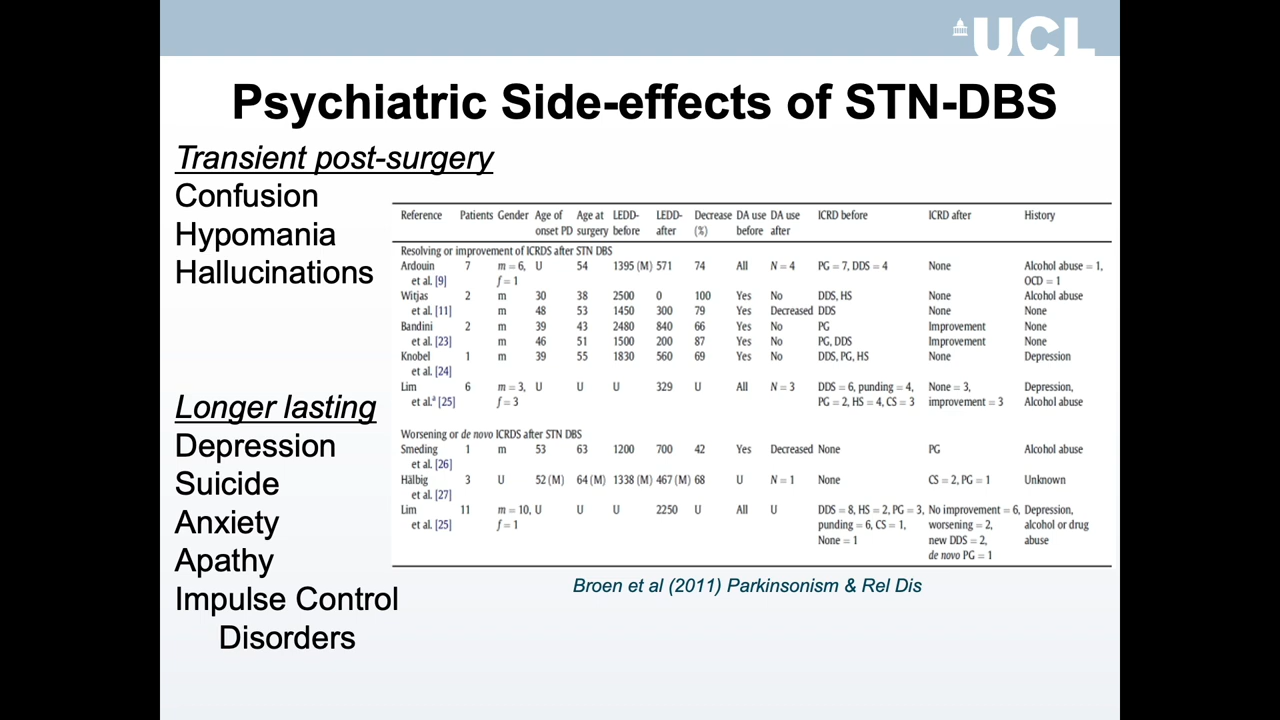 UCL
Psychiatric Side-effects of STN-DBS
Transient post-surgery
Confusion
Hypomania
Hallucinations
Longer lasting
Depression
Suicide
Anxiety
Apathy
Impulse Control
Disorders
Reference Patients Gender Age of Age at LEDD- LEDD- Decrease DA use DA use ICRD before ICRD after History
onset PD surgery before after (%) before after
Resolving or improvement of ICRDS after STN DBS
Ardouin 7 m = 6, U 54 1395 (M) 571 74 All N = 4 PG = 7, DDS = 4 None Alcohol abuse = 1,
et al. [9] f = 1 OCD = 1
Witjas 2 m 30 38 2500 0 100 Yes No DDS, HS None Alcohol abuse
et al. [11] m 48 53 1450 300 79 Yes Decreased DDS None None
Bandini 2 m 39 43 2480 840 66 Yes No PG Improvement None
et al. [23] m 46 51 1500 200 87 Yes No PG, DDS Improvement None
Knobel 1 m 39 55 1830 560 69 Yes No DDS, PG, HS None Depression
et al. [24]
Lim 6 m = 3, U U U 329 U All N = 3 DDS = 6, punding = 4, None = 3, Depression,
et al.ª [25] f = 3 PG = 2, HS = 4, CS = 3 improvement = 3 Alcohol abuse
Worsening or de novo ICRDS after STN DBS
Smeding 1 m 53 63 1200 700 42 Yes Decreased None PG Alcohol abuse
et al. [26]
Hälbig 3 U 52 (M) 64 (M) 1338 (M) 467 (M) 68 U N = 1 None CS = 2, PG = 1 Unknown
et al. [27]
Lim 11 m = 10, U U U 2250 U All U DDS = 8, HS = 2, PG = 3, No improvement = 6, Depression,
et al. [25] f = 1 punding = 6, CS = 1, worsening = 2, alcohol or drug
None = 1 new DDS = 2, abuse
de novo PG = 1
Broen et al (2011) Parkinsonism & Rel Dis